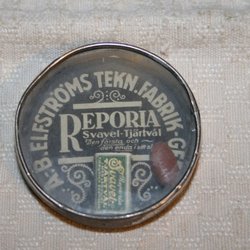 A.-B. ELFSTRÖMS TEKN. FABRIK. G
REPORIA
Svavel-Tjärtvål
Den första och
den enda i sitt sl